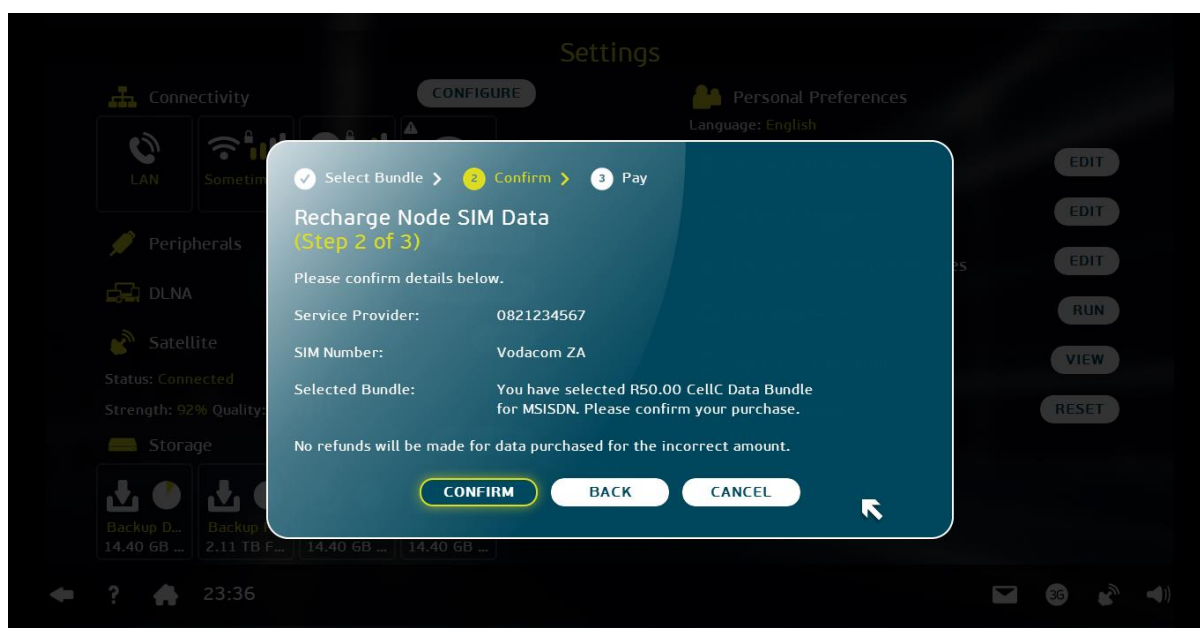 Settings
Connectivity
CONFIGURE
Personal Preferences
Language: English
LAN
EDIT
EDIT
EDIT
RUN
VIEW
RESET
Peripherals
DLNA
Satellite
Status: Connected
Strength: 92% Quality:
Storage
Backup D...
14.40 GB ...
Backup
2.11 TB F...
14.40 GB ...
14.40 GB ...
✓ Select Bundle > 2 Confirm > 3 Pay
Recharge Node SIM Data
(Step 2 of 3)
Please confirm details below.
Service Provider: 0821234567
SIM Number: Vodacom ZA
Selected Bundle: You have selected R50.00 CellC Data Bundle
for MSISDN. Please confirm your purchase.
No refunds will be made for data purchased for the incorrect amount.
CONFIRM BACK CANCEL
? 23:36 3G